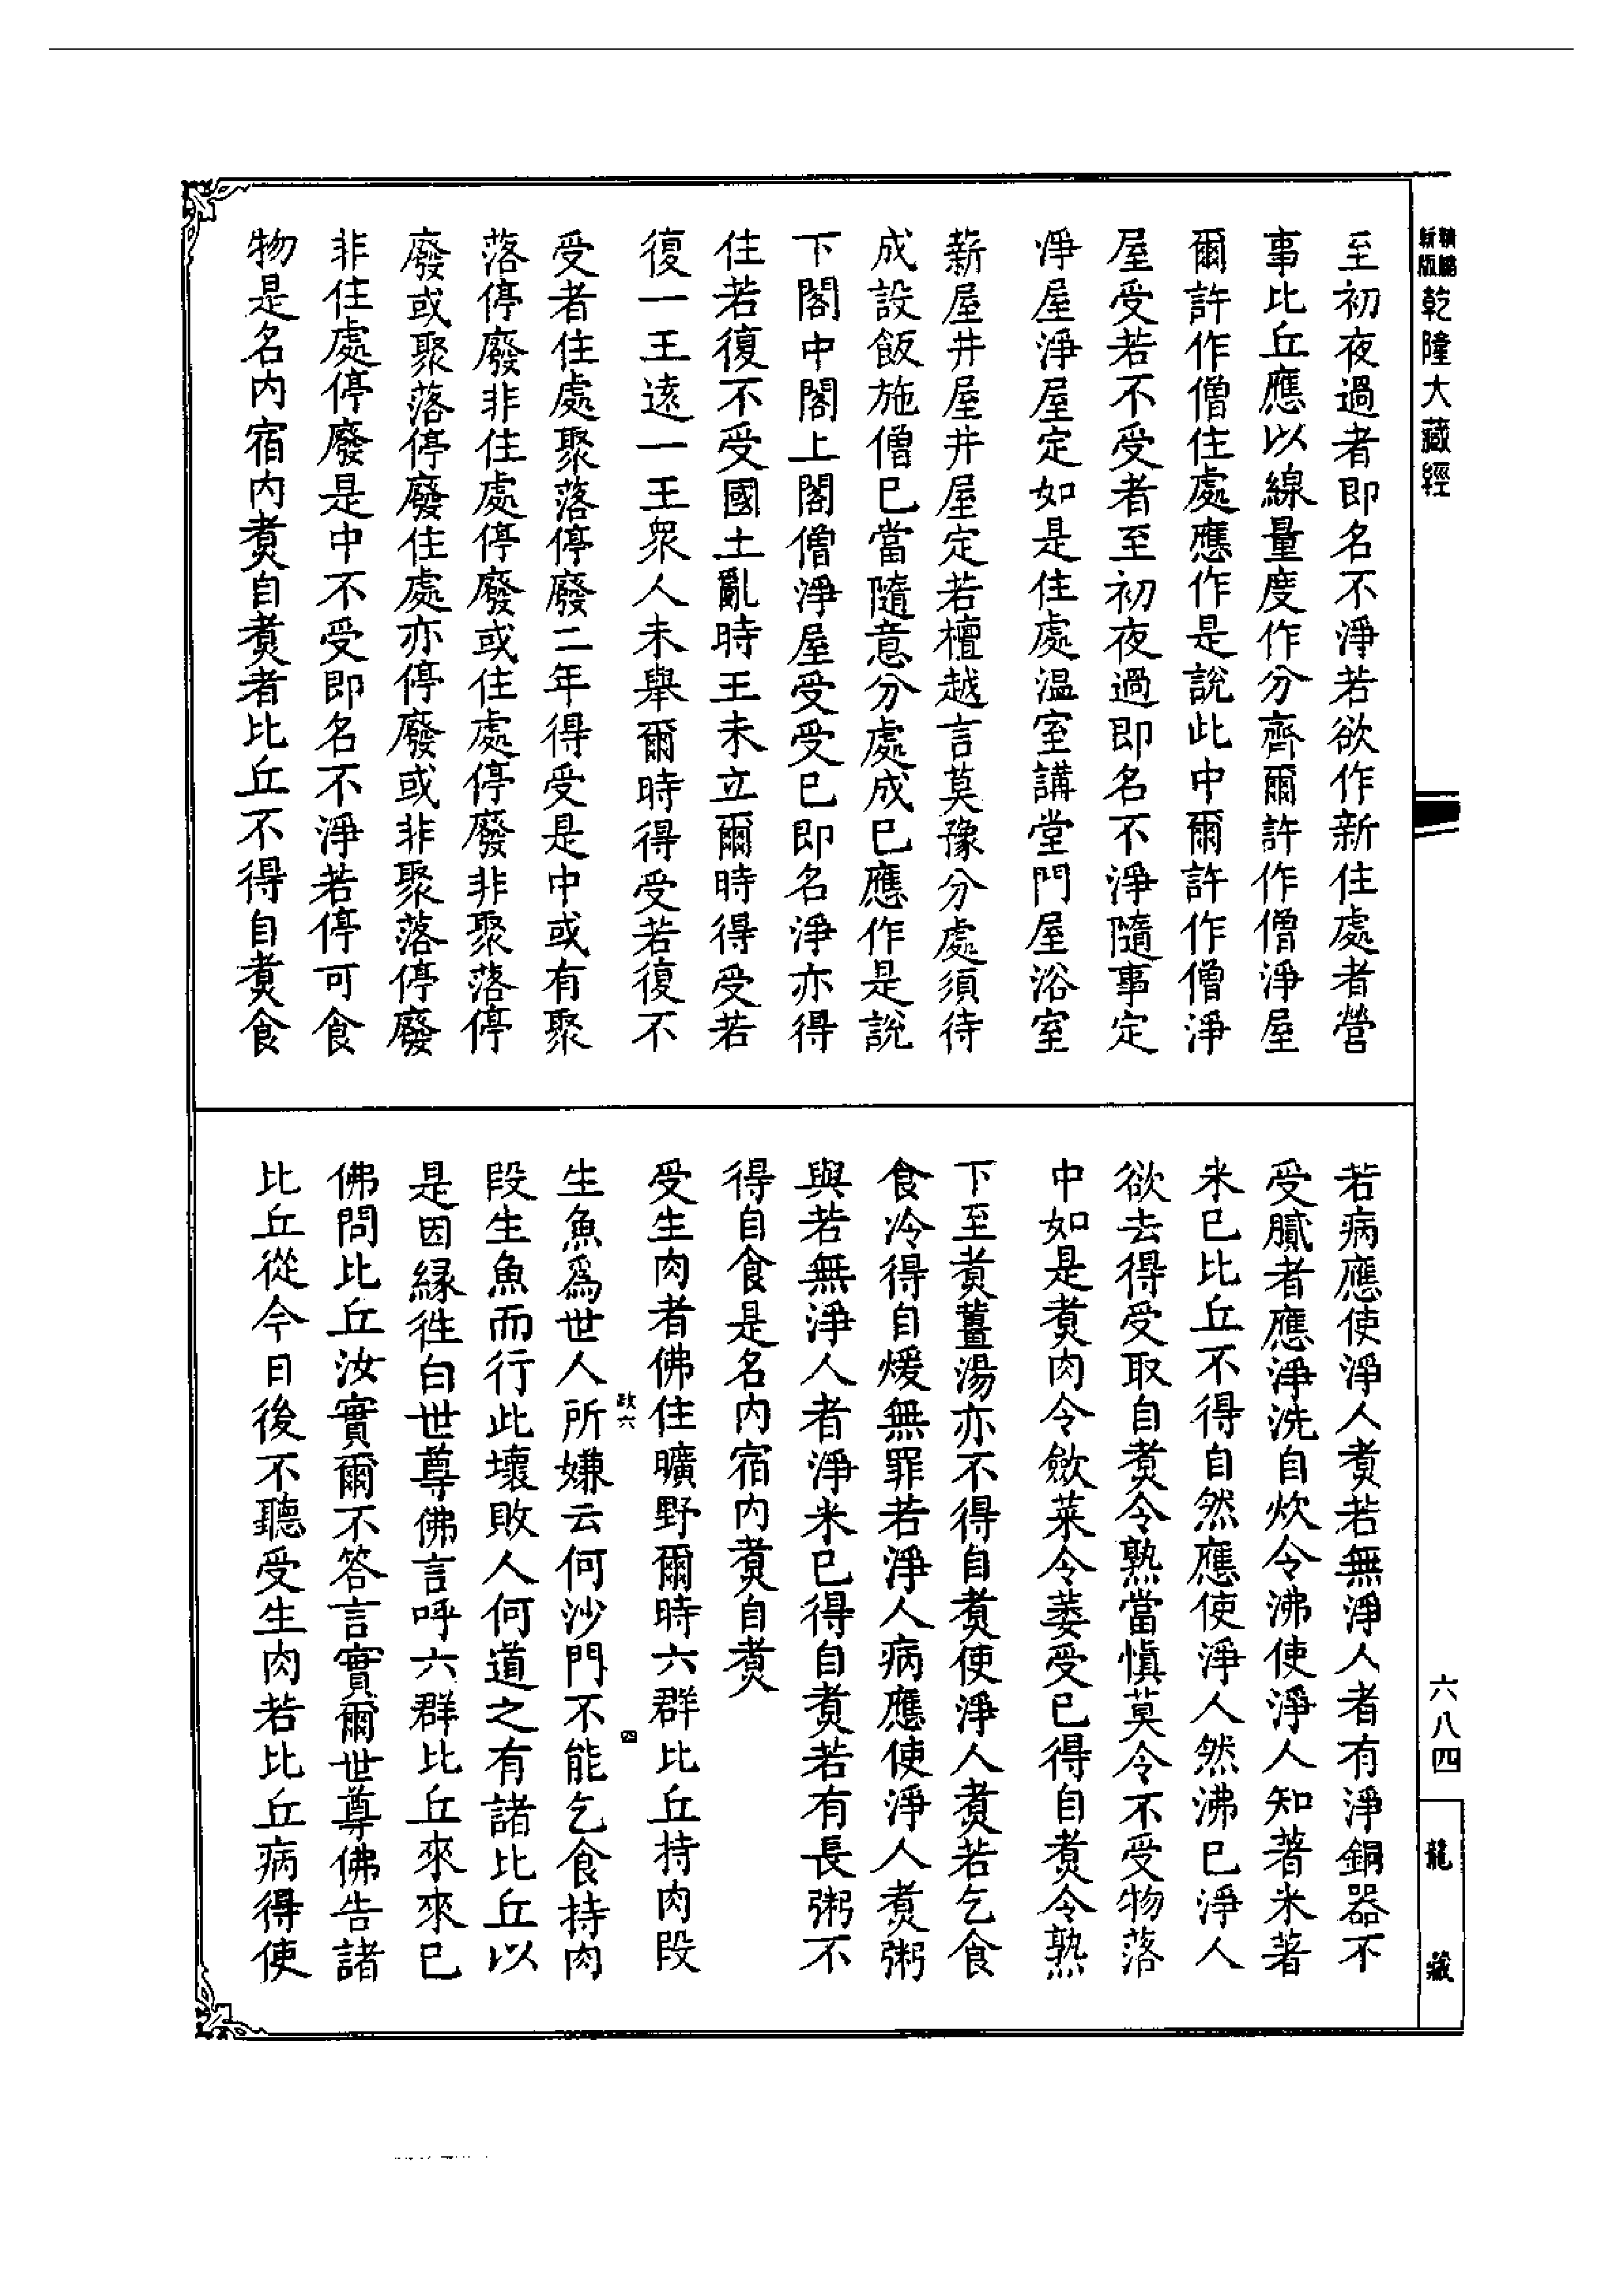 新版
乾隆大藏經
至初夜過者即名不淨若欲作新住處者營
事比丘應以線量度作分齊爾許作僧淨屋
爾許作僧住處應作是說此中爾許作僧淨
屋受若不受者至初夜過即名不淨隨事定
淨屋淨屋定如是住處温室講堂門屋浴室
薪屋井屋井屋定若檀越言莫豫分處須待
成設飯施僧已當隨意分處成已應作是說
下閣中閣上閣僧淨屋受受已即名淨亦得
住若復不受國土亂時王未立爾時得受若
復一王遠一王衆人未舉爾時得受若復不
受者住處聚落停廢二年得受是中或有聚
落停廢非住處停廢或住處停廢非聚落停
廢或聚落停廢住處亦停廢或非聚落停廢
非住處停廢是中不受即名不淨若停可食
物是名内宿内煑自煑者比丘不得自煑食
若病應使淨人煑若無淨人者有淨銅器不
受膩者應淨洗自炊令沸使淨人知著米著
米已比丘不得自然應使淨人然沸已淨人
欲去得受取自煑令熟當慎莫令不受物落
中如是煑肉令歛菜令萎受已得自煑令熟
下至煑薑湯亦不得自煑使淨人煑若乞食
食冷得自煖無罪若淨人病應使淨人煑粥
與若無淨人者淨米已得自煑若有長粥不
得自食是名内宿内煑自煑
受生肉者佛住曠野爾時六群比丘持肉段
政六
四
生魚爲世人所嫌云何沙門不能乞食持肉
段生魚而行此壞敗人何道之有諸比丘以
是因縁徃白世尊佛言呼六群比丘來來已
佛問比丘汝實爾不答言實爾世尊佛告諸
比丘從今日後不聽受生肉若比丘病得使
六八四
龍藏